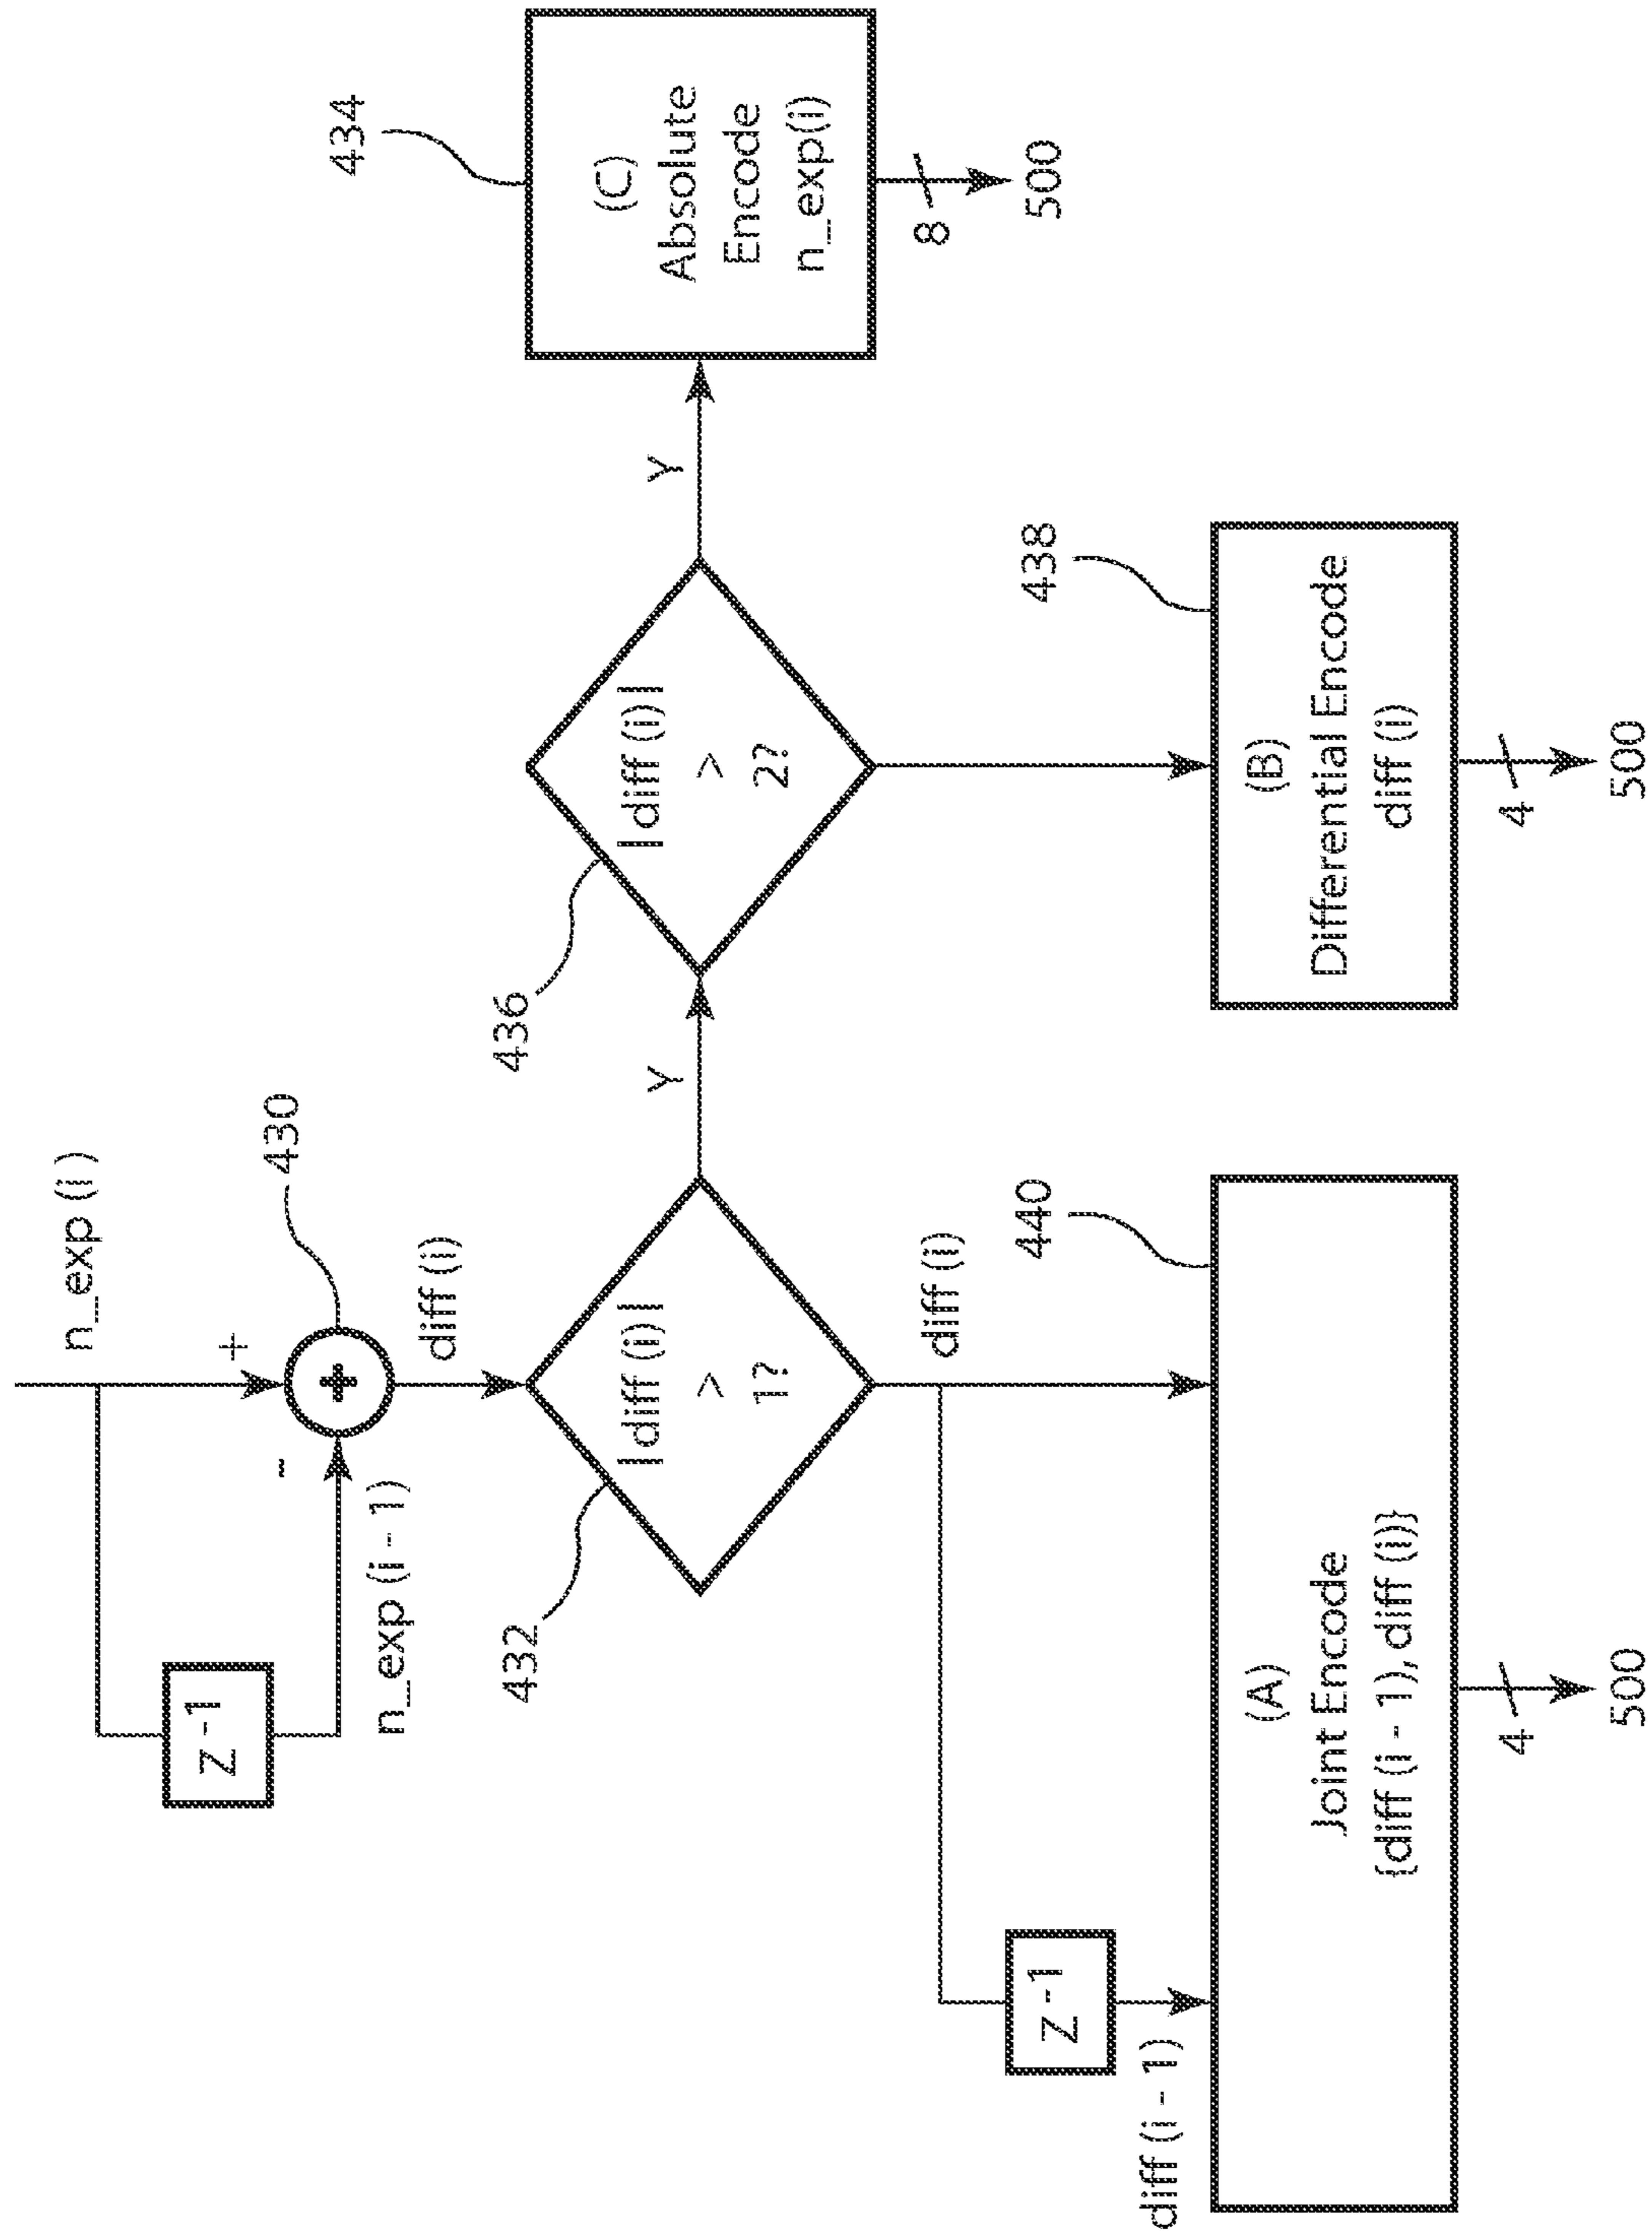 n_exp (i )
+
430
+
-
Z -1
n_exp (i - 1)
diff (i)
432
|diff (i)|
>
1?
Y
436
|diff (i)|
>
2?
Y
434
(C)
Absolute
Encode
n_exp(i)
8
500
diff (i)
Z -1
diff (i - 1)
440
(A)
Joint Encode
{diff (i - 1), diff (i)}
4
500
438
(B)
Differential Encode
diff (i)
4
500